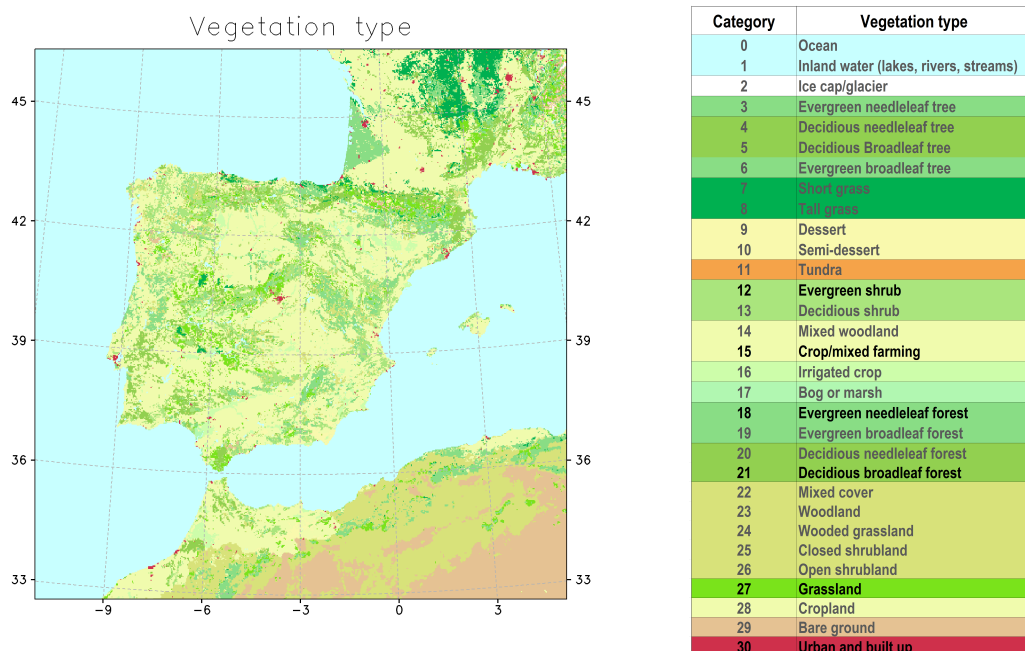 Vegetation type
45
42
39
36
33
45
42
39
36
33
−9
−6
−3
0
3
Category Vegetation type
0 Ocean
1 Inland water (lakes, rivers, streams)
2 Ice cap/glacier
3 Evergreen needleleaf tree
4 Decidious needleleaf tree
5 Decidious Broadleaf tree
6 Evergreen broadleaf tree
7 Short grass
8 Tall grass
9 Dessert
10 Semi-dessert
11 Tundra
12 Evergreen shrub
13 Decidious shrub
14 Mixed woodland
15 Crop/mixed farming
16 Irrigated crop
17 Bog or marsh
18 Evergreen needleleaf forest
19 Evergreen broadleaf forest
20 Decidious needleleaf forest
21 Decidious broadleaf forest
22 Mixed cover
23 Woodland
24 Wooded grassland
25 Closed shrubland
26 Open shrubland
27 Grassland
28 Cropland
29 Bare ground
30 Urban and built up